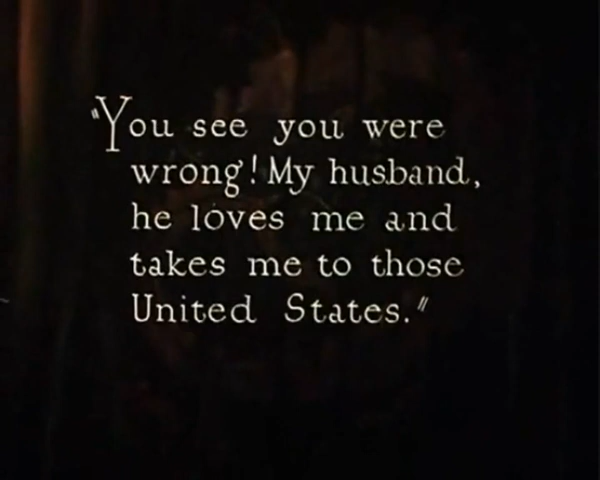 "You see you were
wrong! My husband,
he loves me and
takes me to those
United States."